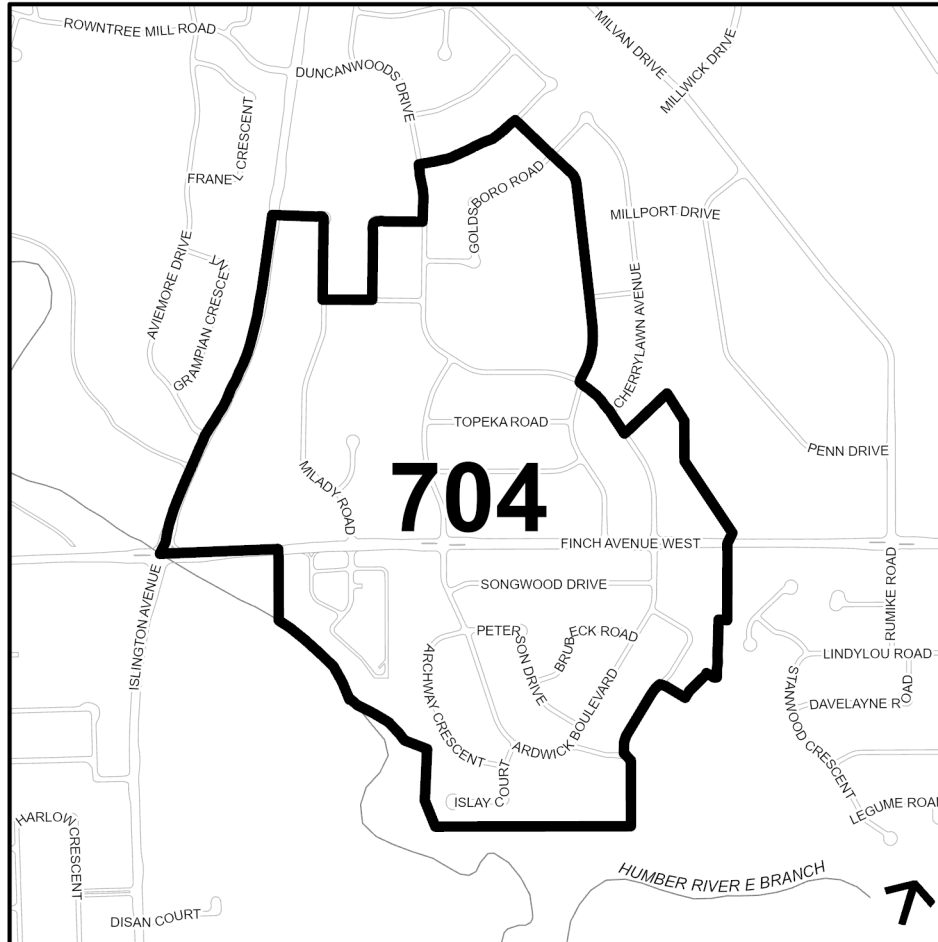 ROWNTREE MILL ROAD
MILVAN DRIVE
MILLWICK DRIVE
DUNCANWOODS DRIVE
FRANEL CRESCENT
GOLDSBORO ROAD
MILLPORT DRIVE
AVIEMORE DRIVE
GRAMPIAN CRESCENT
CHERRYLAWN AVENUE
TOPEKA ROAD
PENN DRIVE
MILADY ROAD
704
FINCH AVENUE WEST
ISLINGTON AVENUE
SONGWOOD DRIVE
RUMIKE ROAD
PETERSON DRIVE
BRUBECK ROAD
LINDYLOU ROAD
ARCHWAY CRESCENT
STANWOOD CRESCENT
DAVELAYNE ROAD
ARDWICK BOULEVARD
ISLAY COURT
LEGUME ROAD
HARLOW CRESCENT
HUMBER RIVER E BRANCH
DISAN COURT